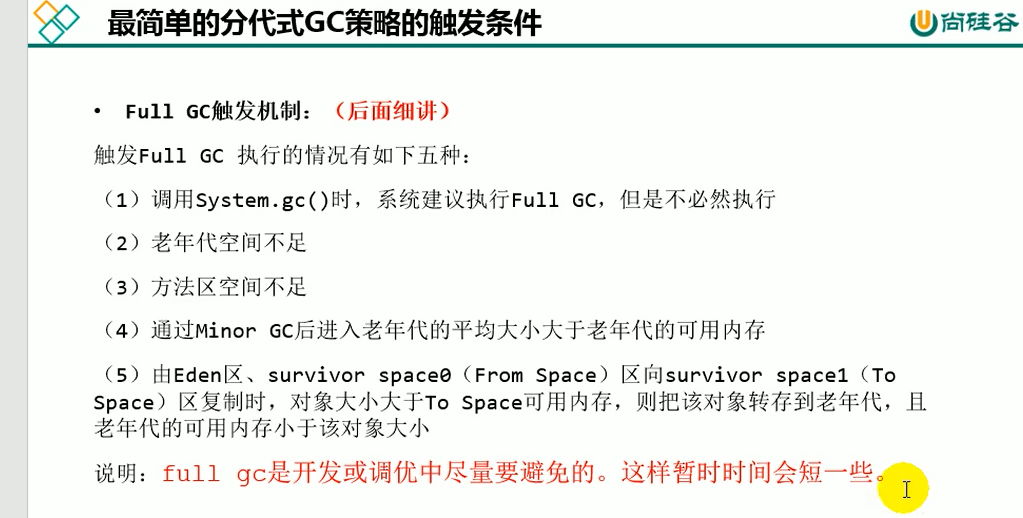 最简单的分代式GC策略的触发条件
尚硅谷
• Full GC触发机制：（后面细讲）
触发Full GC 执行的情况有如下五种：
（1）调用System.gc()时，系统建议执行Full GC，但是不必然执行
（2）老年代空间不足
（3）方法区空间不足
（4）通过Minor GC后进入老年代的平均大小大于老年代的可用内存
（5）由Eden区、survivor space0（From Space）区向survivor space1（To
Space）区复制时，对象大小大于To Space可用内存，则把该对象转存到老年代，且
老年代的可用内存小于该对象大小
说明：full gc是开发或调优中尽量要避免的。这样暂时时间会短一些。